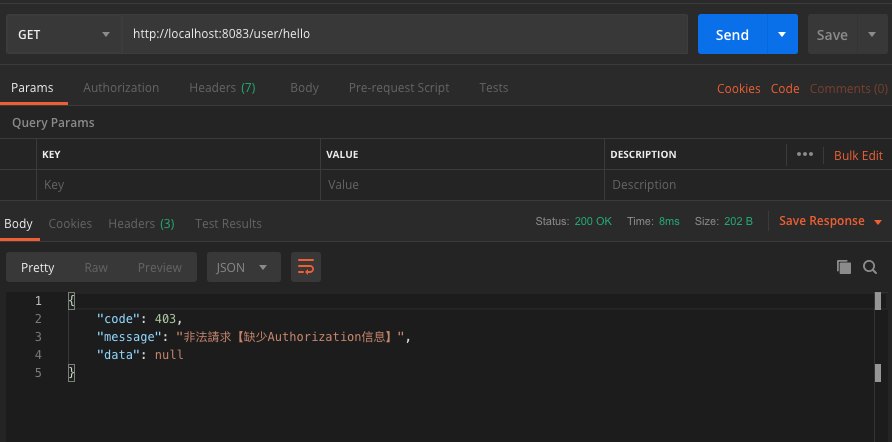 GET http://localhost:8083/user/hello Send Save
Params Authorization Headers (7) Body Pre-request Script Tests Cookies Code Comments (0)
Query Params
KEY VALUE DESCRIPTION ••• Bulk Edit
Key Value Description
Body Cookies Headers (3) Test Results Status: 200 OK Time: 8ms Size: 202 B Save Response
Pretty Raw Preview JSON
1 {
2 "code": 403,
3 "message": "非法請求【缺少Authorization信息】",
4 "data": null
5 }